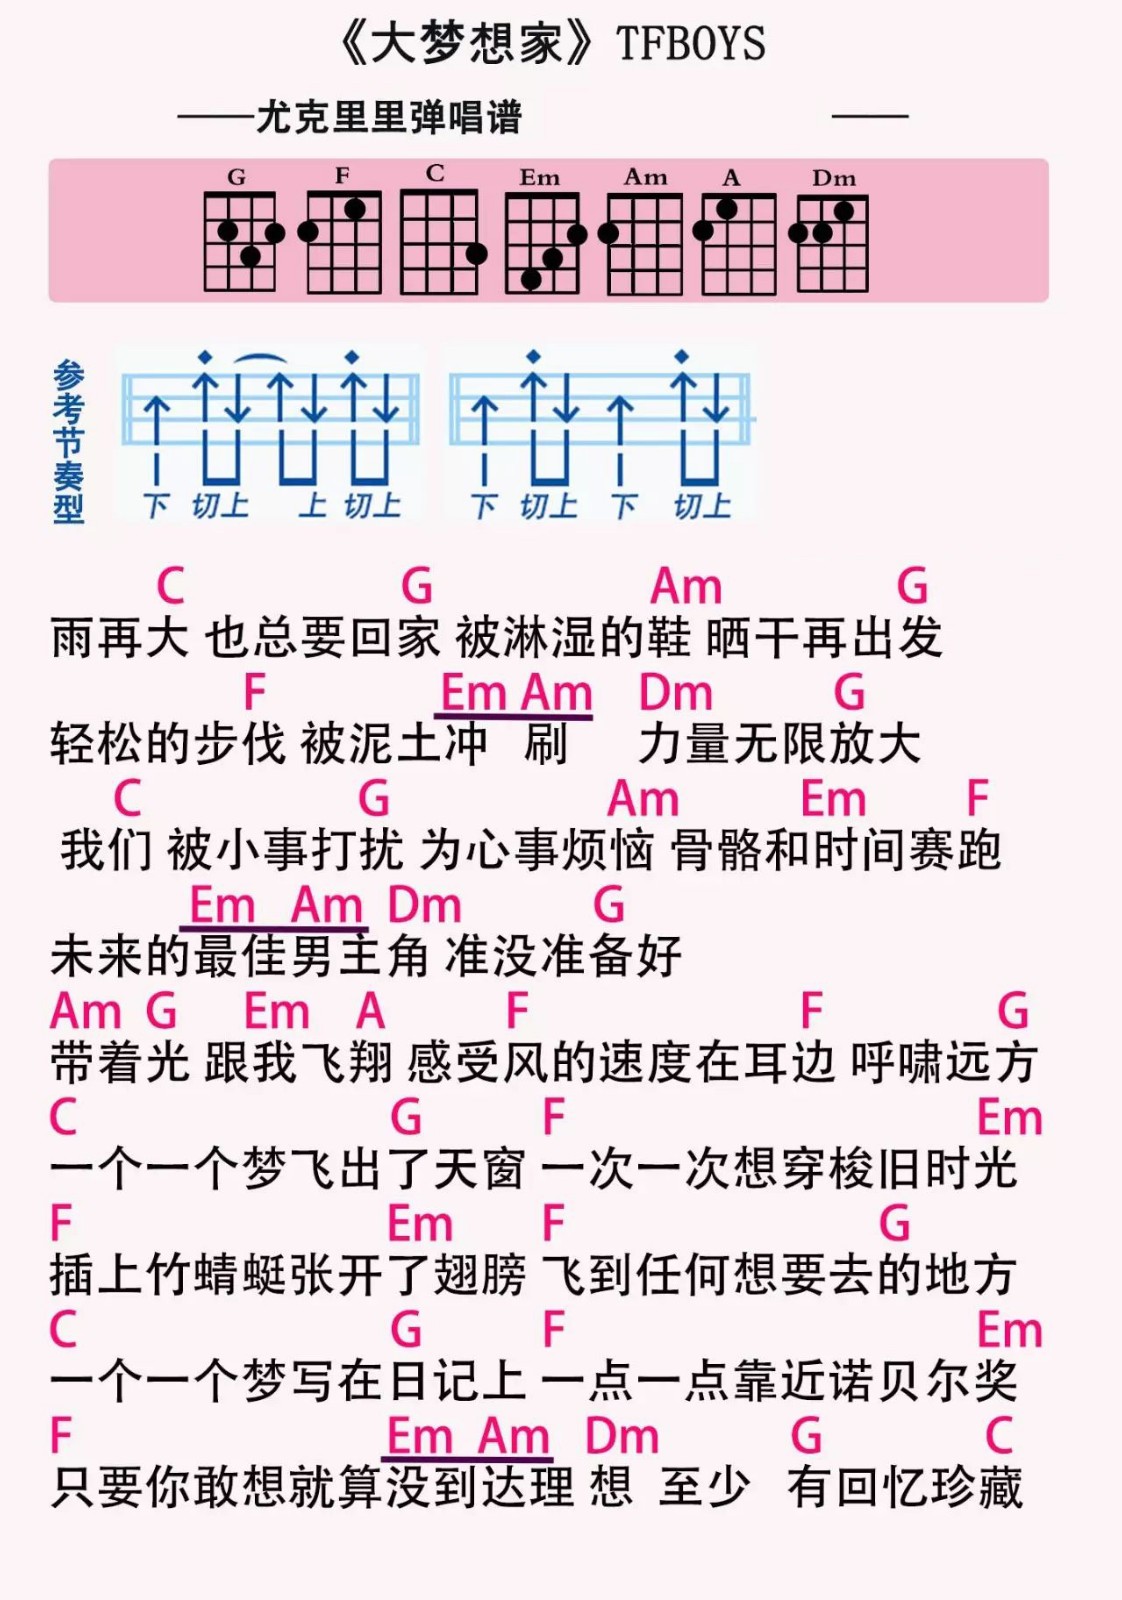 《大梦想家》TFBOYS
——尤克里里弹唱谱 ——
G F C Em Am A Dm
参考节奏型
下 切上 上 切上 下 切上 下 切上
C G Am G
雨再大 也总要回家 被淋湿的鞋 晒干再出发
F Em Am Dm G
轻松的步伐 被泥土冲 刷 力量无限放大
C G Am Em F
我们 被小事打扰 为心事烦恼 骨骼和时间赛跑
Em Am Dm G
未来的最佳男主角 准没准备好
Am G Em A F F G
带着光 跟我飞翔 感受风的速度在耳边 呼啸远方
C G F Em
一个一个梦飞出了天窗 一次一次想穿梭旧时光
F Em F G
插上竹蜻蜓张开了翅膀 飞到任何想要去的地方
C G F Em
一个一个梦写在日记上 一点一点靠近诺贝尔奖
F Em Am Dm G C
只要你敢想就算没到达理 想 至少 有回忆珍藏